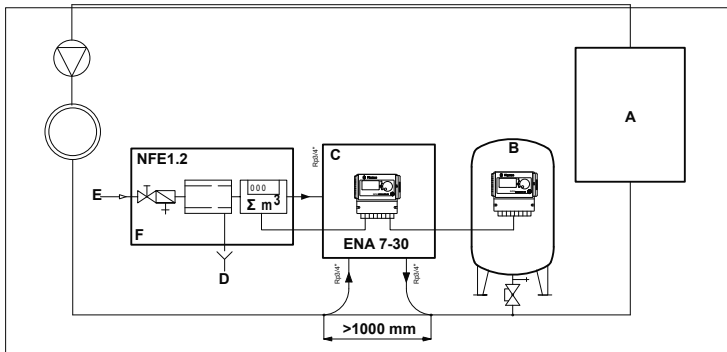 A
NFE1.2
C
B
Rp3/4"
E
000
Σ m³
F
ENA 7-30
D
Rp3/4"
Rp3/4"
>1000 mm